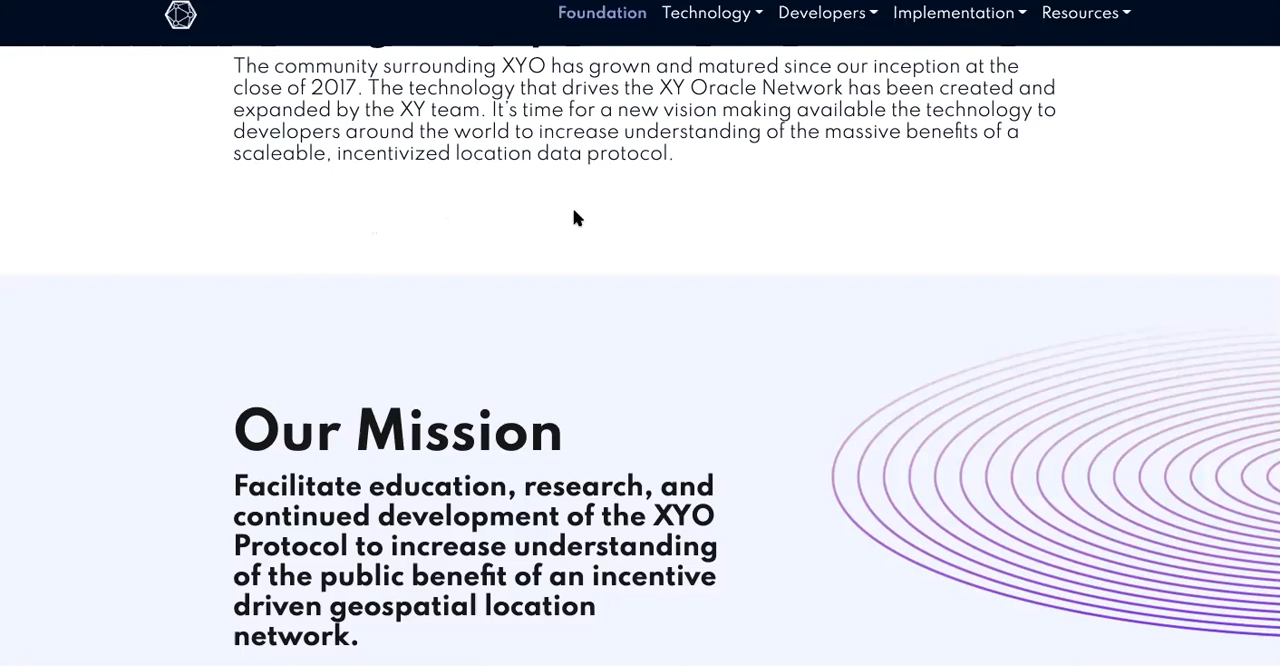 Foundation Technology Developers Implementation Resources
The community surrounding XYO has grown and matured since our inception at the
close of 2017. The technology that drives the XY Oracle Network has been created and
expanded by the XY team. It's time for a new vision making available the technology to
developers around the world to increase understanding of the massive benefits of a
scaleable, incentivized location data protocol.
Our Mission
Facilitate education, research, and
continued development of the XYO
Protocol to increase understanding
of the public benefit of an incentive
driven geospatial location
network.